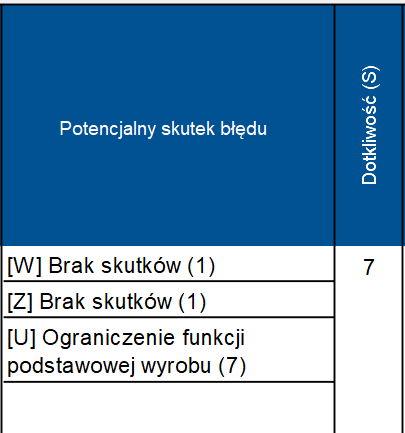 Potencjalny skutek błędu
Dotkliwość (S)
[W] Brak skutków (1)
7
[Z] Brak skutków (1)
[U] Ograniczenie funkcji
podstawowej wyrobu (7)